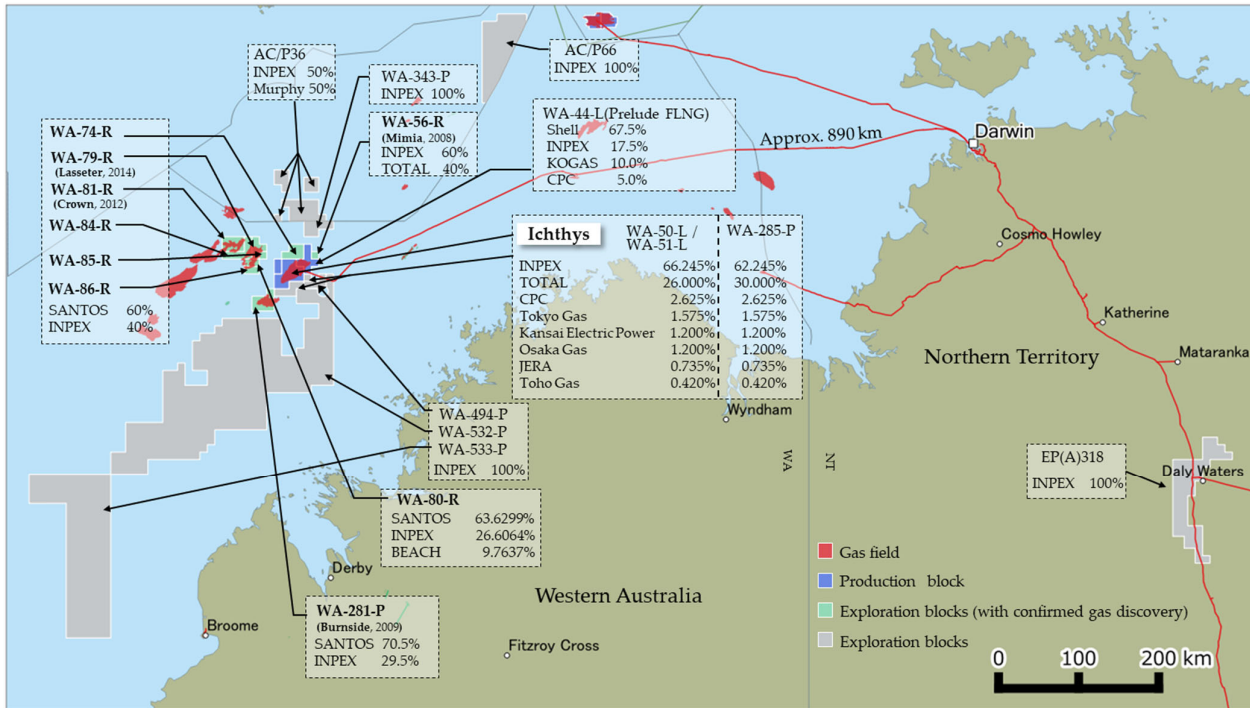 AC/P36
INPEX 50%
Murphy 50%
WA-343-P
INPEX 100%
WA-56-R
(Mimia, 2008)
INPEX 60%
TOTAL 40%
AC/P66
INPEX 100%
WA-44-L(Prelude FLNG)
Shell 67.5%
INPEX 17.5%
KOGAS 10.0%
CPC 5.0%
Approx. 890 km
Darwin
WA-74-R
WA-79-R
(Lasseter, 2014)
WA-81-R
(Crown, 2012)
WA-84-R
WA-85-R
WA-86-R
SANTOS 60%
INPEX 40%
Ichthys WA-50-L / WA-285-P
WA-51-L
INPEX 66.245% 62.245%
TOTAL 26.000% 30.000%
CPC 2.625% 2.625%
Tokyo Gas 1.575% 1.575%
Kansai Electric Power 1.200% 1.200%
Osaka Gas 1.200% 1.200%
JERA 0.735% 0.735%
Toho Gas 0.420% 0.420%
Cosmo Howley
Katherine
Northern Territory
Mataranka
Wyndham
WA
NT
WA-494-P
WA-532-P
WA-533-P
INPEX 100%
EP(A)318
INPEX 100%
Daly Waters
WA-80-R
SANTOS 63.6299%
INPEX 26.6064%
BEACH 9.7637%
Derby
Western Australia
WA-281-P
(Burnside, 2009)
SANTOS 70.5%
INPEX 29.5%
Broome
Fitzroy Cross
Gas field
Production block
Exploration blocks (with confirmed gas discovery)
Exploration blocks
0 100 200 km